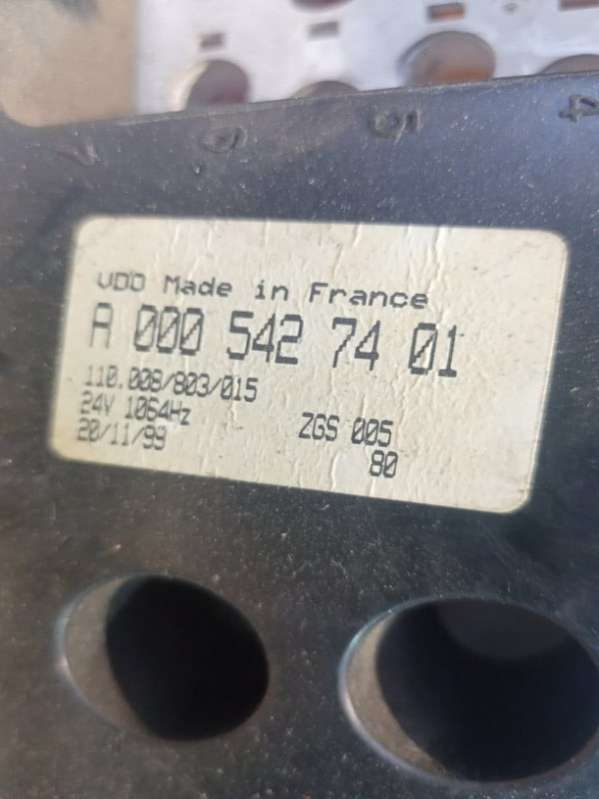 VDO Made in France
A 000 542 74 01
110.008/803/015
24V 1064Hz
ZGS 005
20/11/99
80